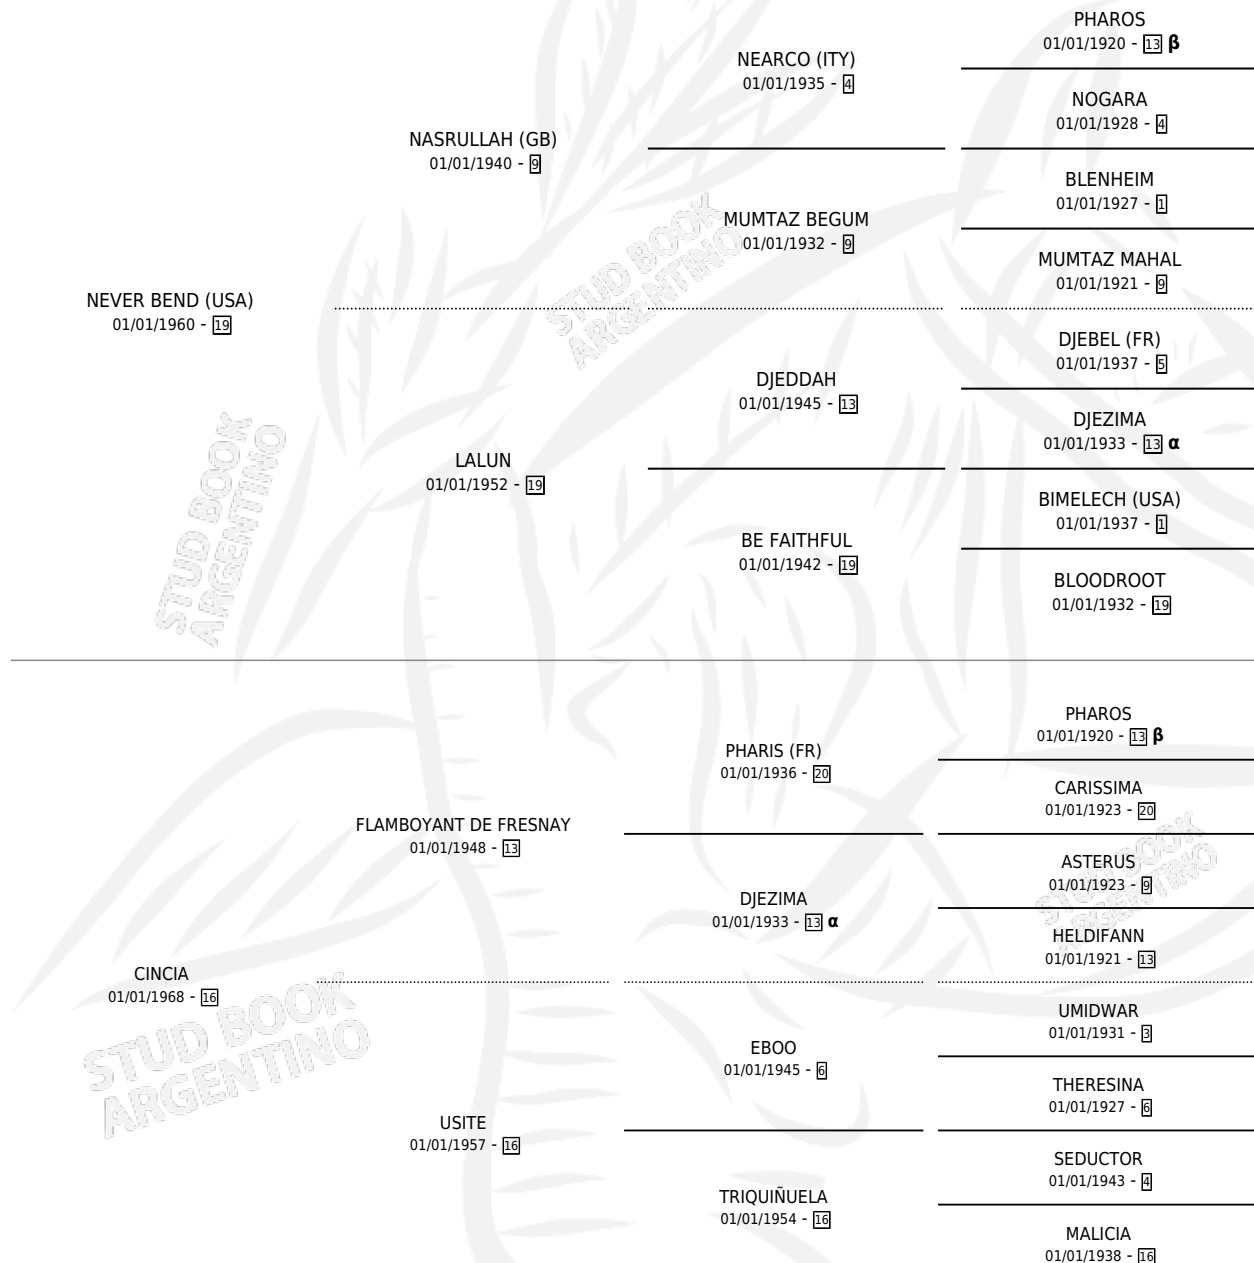 PHAROS
01/01/1920 - 13 β
NEARCO (ITY)
01/01/1935 - 4
NOGARA
01/01/1928 - 4
NASRULLAH (GB)
01/01/1940 - 9
BLENHEIM
01/01/1927 - 1
MUMTAZ BEGUM
01/01/1932 - 9
MUMTAZ MAHAL
01/01/1921 - 9
NEVER BEND (USA)
01/01/1960 - 19
DJEBEL (FR)
01/01/1937 - 5
DJEDDAH
01/01/1945 - 13
DJEZIMA
01/01/1933 - 13 α
LALUN
01/01/1952 - 19
BIMELECH (USA)
01/01/1937 - 1
BE FAITHFUL
01/01/1942 - 19
BLOODROOT
01/01/1932 - 19
PHAROS
01/01/1920 - 13 β
PHARIS (FR)
01/01/1936 - 20
CARISSIMA
01/01/1923 - 20
FLAMBOYANT DE FRESNAY
01/01/1948 - 13
ASTERUS
01/01/1923 - 9
DJEZIMA
01/01/1933 - 13 α
HELDIFANN
01/01/1921 - 13
CINCIA
01/01/1968 - 16
UMIDWAR
01/01/1931 - 3
EBOO
01/01/1945 - 6
THERESINA
01/01/1927 - 6
USITE
01/01/1957 - 16
SEDUCTOR
01/01/1943 - 4
TRIQUIÑUELA
01/01/1954 - 16
MALICIA
01/01/1938 - 16
STUD BOOK
ARGENTINO
STUD BOOK
ARGENTINO
STUD BOOK
ARGENTINO
STUD BOOK
ARGENTINO